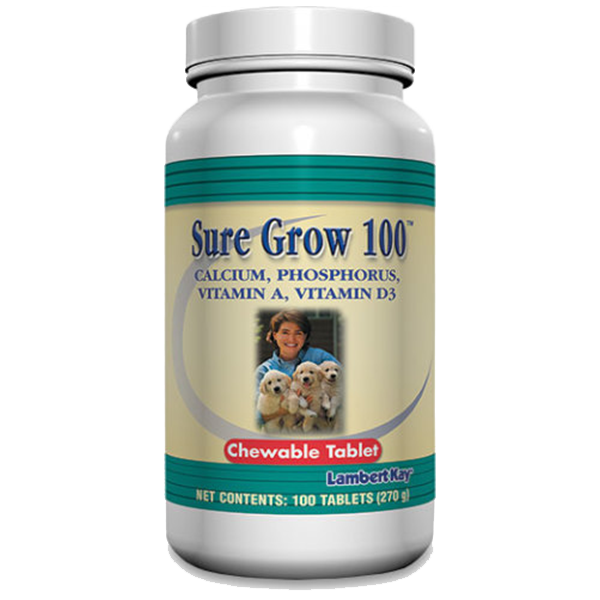 Sure Grow 100™
CALCIUM, PHOSPHORUS,
VITAMIN A, VITAMIN D3
Chewable Tablet
LambertKay®
NET CONTENTS: 100 TABLETS (270 g)